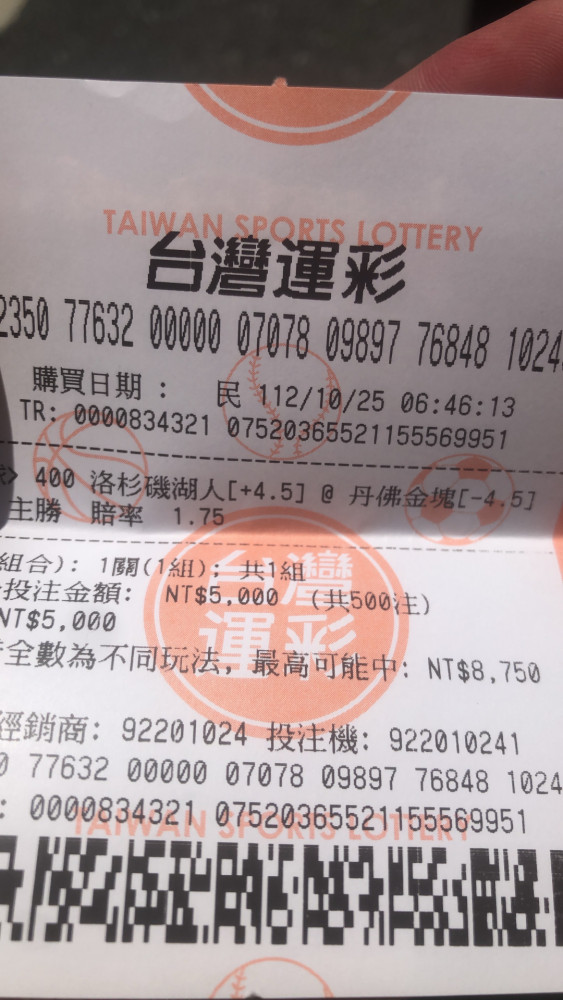 TAIWAN SPORTS LOTTERY
台灣運彩
2350 77632 00000 07078 09897 76848 1024
購買日期： 民 112/10/25 06:46:13
TR: 0000834321 07520365521155569951
> 400 洛杉磯湖人[+4.5] @ 丹佛金塊[-4.5]
主勝 賠率 1.75
組合): 1關(1組); 共1組
投注金額: NT$5,000 (共500注)
NT$5,000
台灣運彩
全數為不同玩法, 最高可能中: NT$8,750
經銷商: 92201024 投注機: 922010241
0 77632 00000 07078 09897 76848 1024
: 0000834321 07520365521155569951
TAIWAN SPORTS LOTTERY